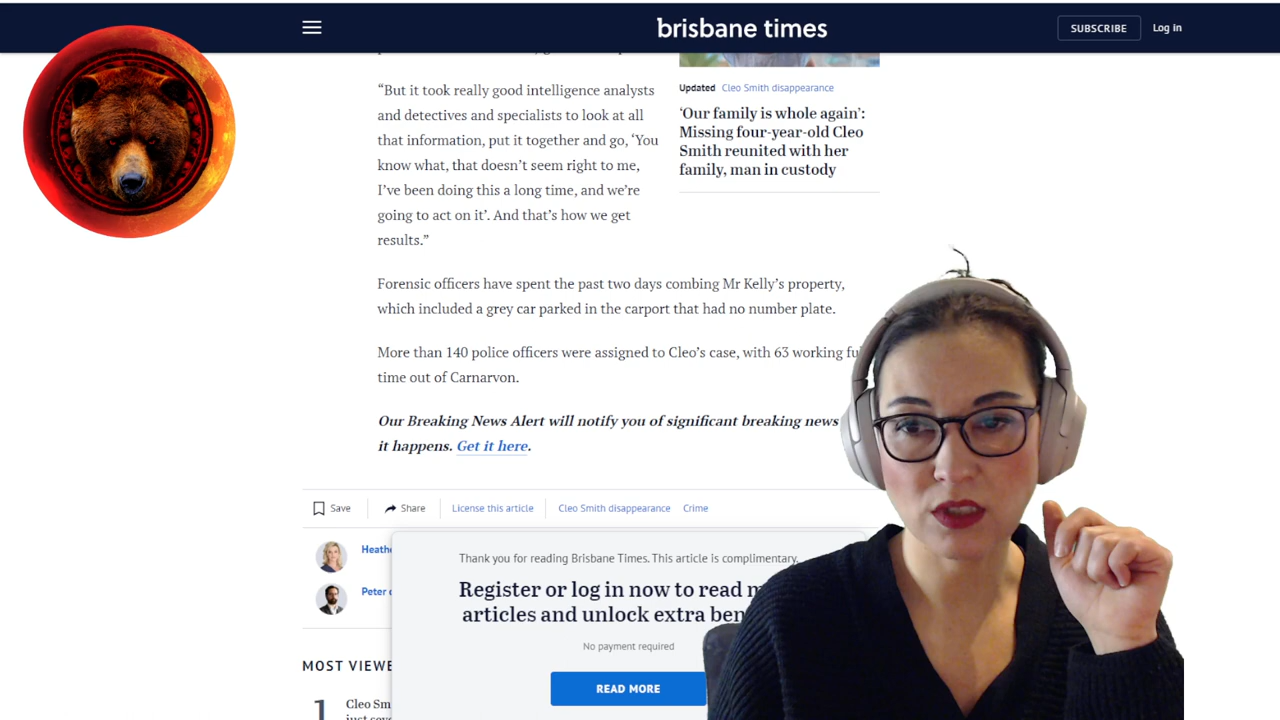 brisbane times
SUBSCRIBE
Log in
“But it took really good intelligence analysts
and detectives and specialists to look at all
that information, put it together and go, ‘You
know what, that doesn’t seem right to me,
I’ve been doing this a long time, and we’re
going to act on it’. And that’s how we get
results.”
Updated Cleo Smith disappearance
‘Our family is whole again’:
Missing four-year-old Cleo
Smith reunited with her
family, man in custody
Forensic officers have spent the past two days combing Mr Kelly’s property,
which included a grey car parked in the carport that had no number plate.
More than 140 police officers were assigned to Cleo’s case, with 63 working
time out of Carnarvon.
Our Breaking News Alert will notify you of significant breaking news
it happens. Get it here.
Save
Share
License this article
Cleo Smith disappearance
Crime
Peter
Thank you for reading Brisbane Times. This article is complimentary.
Register or log in now to read
articles and unlock extra
No payment required
READ MORE
MOST
1
Cleo